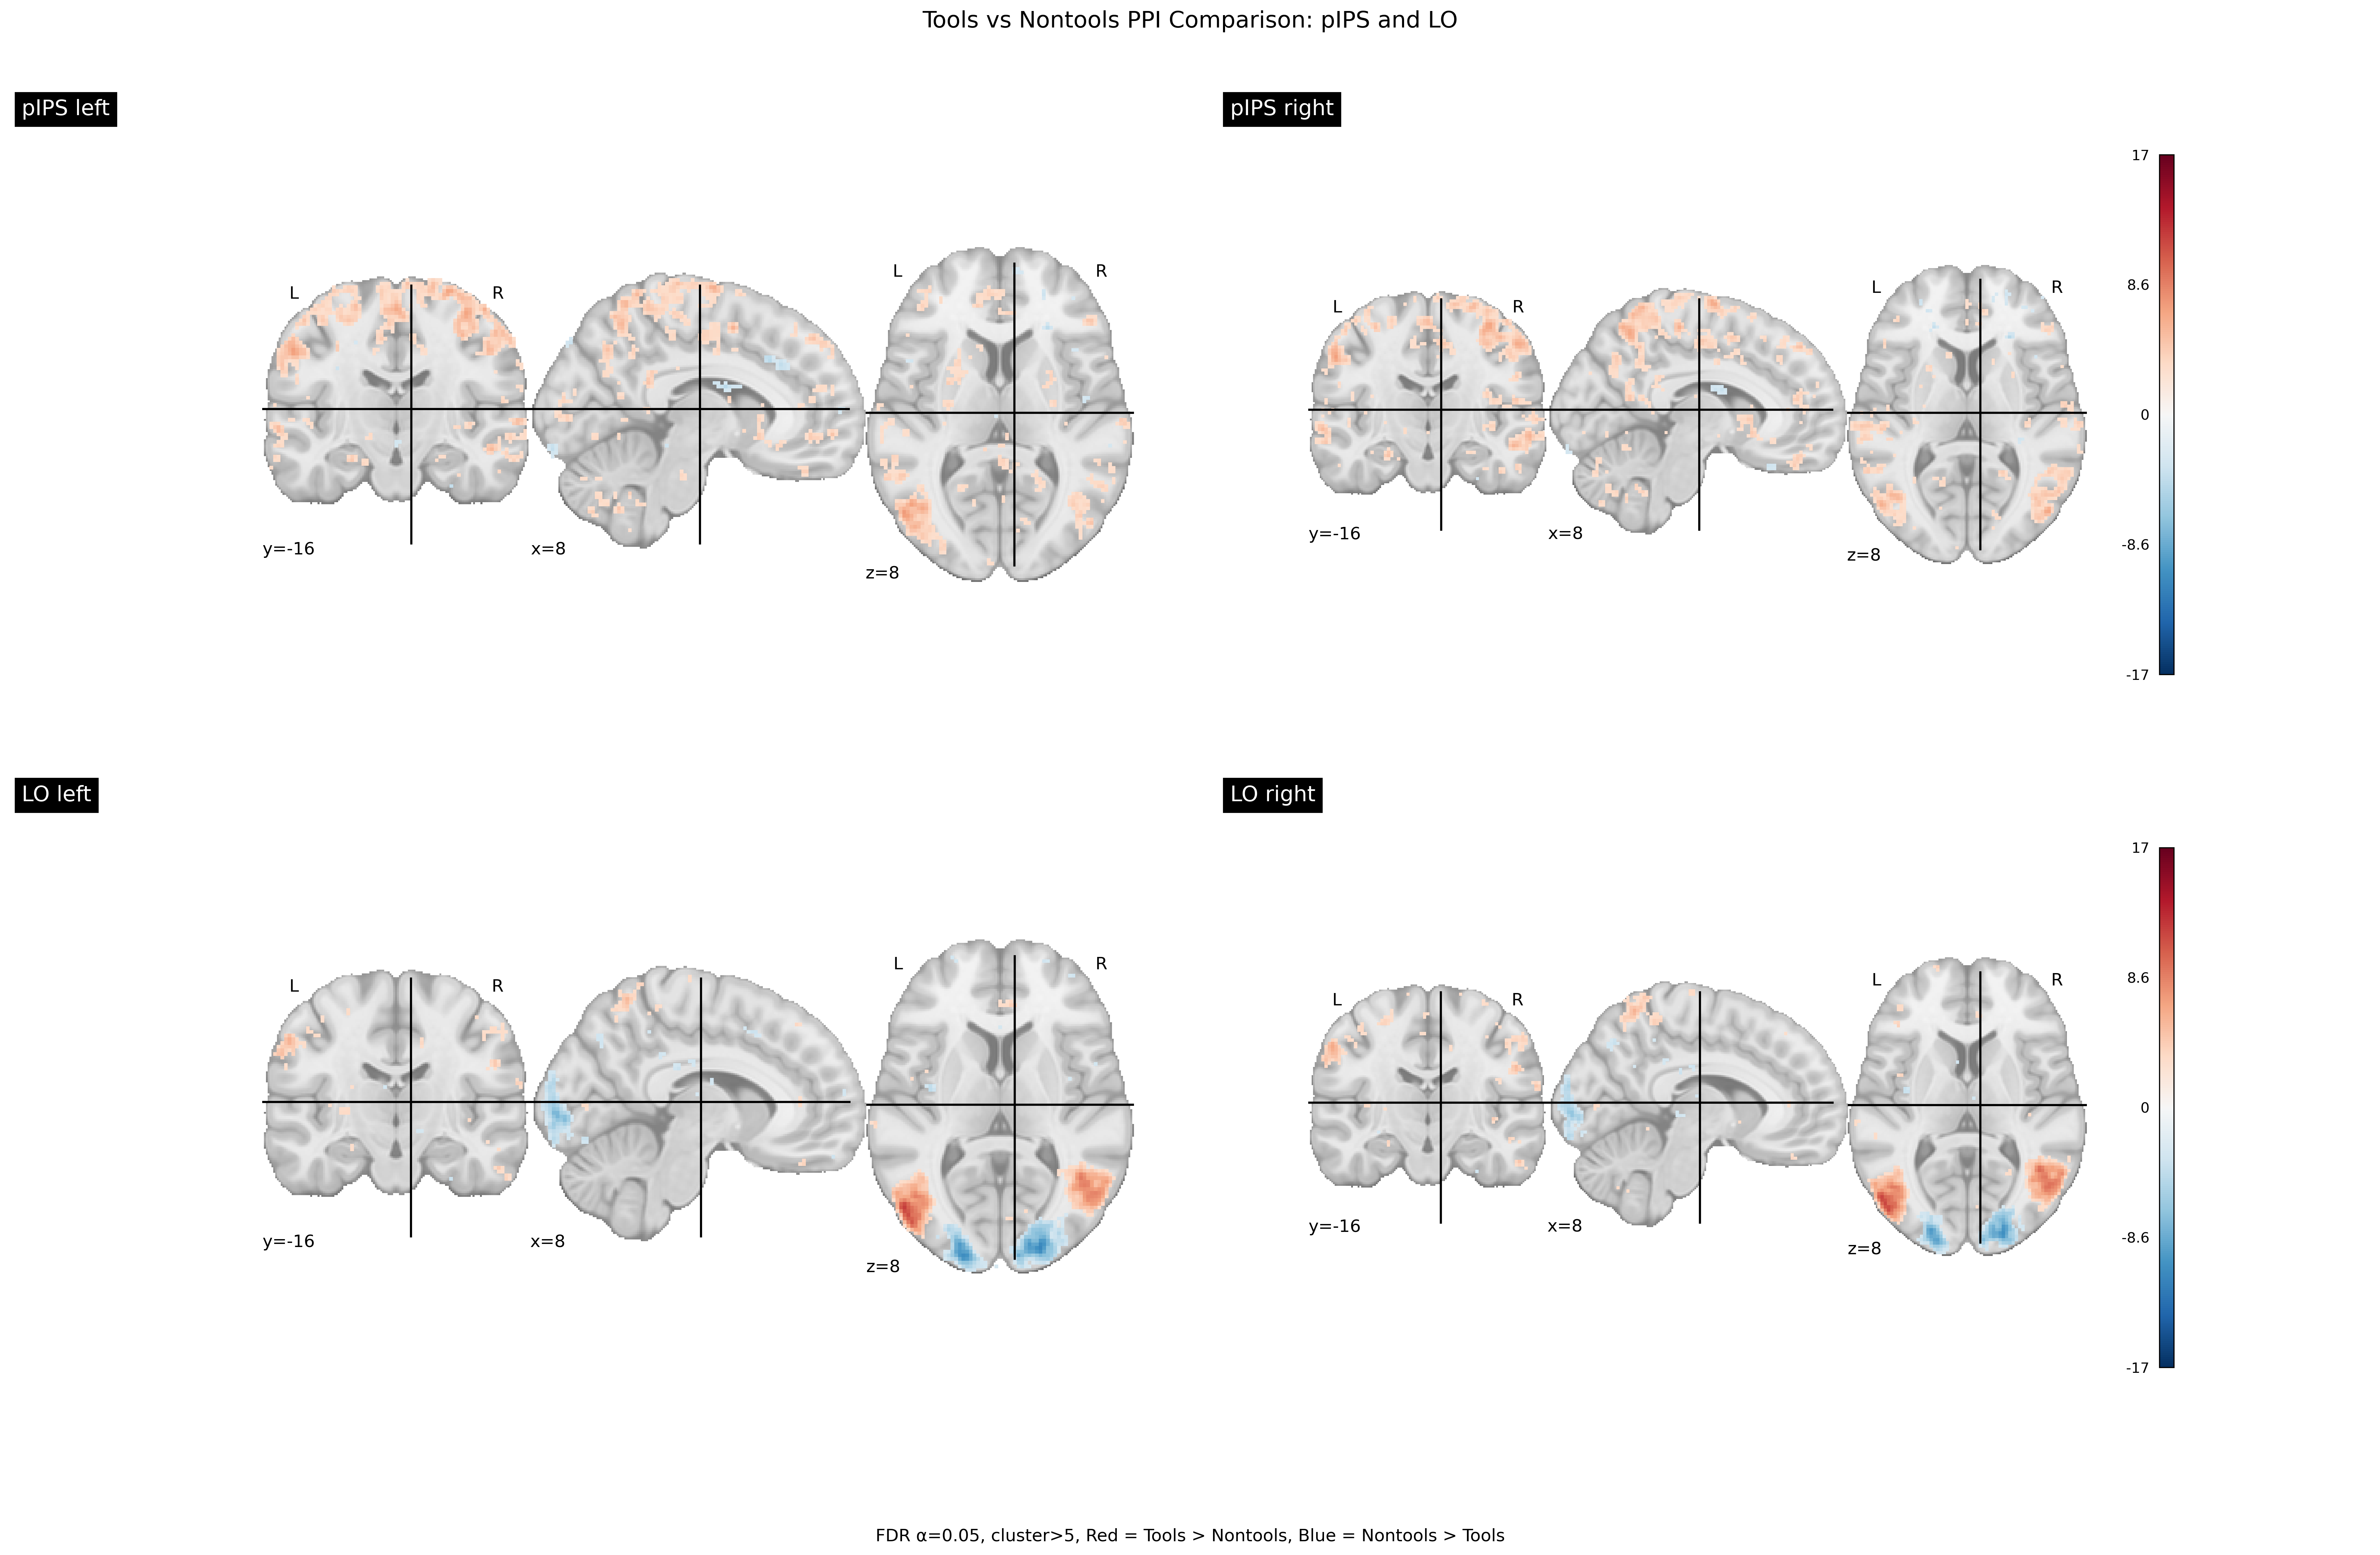 Tools vs Nontools PPI Comparison: pIPS and LO
pIPS left
L
R
y=-16
x=8
L
R
z=8
pIPS right
L
R
y=-16
x=8
L
R
z=8
17
8.6
0
-8.6
-17
LO left
L
R
y=-16
x=8
L
R
z=8
LO right
L
R
y=-16
x=8
L
R
z=8
17
8.6
0
-8.6
-17
FDR α=0.05, cluster>5, Red = Tools > Nontools, Blue = Nontools > Tools